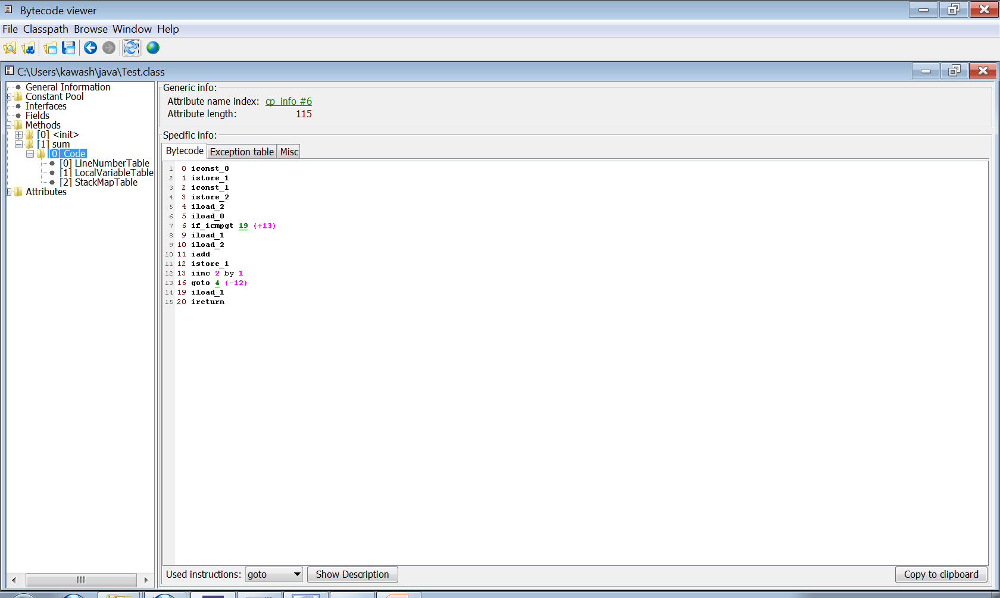 Bytecode viewer
File Classpath Browse Window Help
C:\Users\kawash\java\Test.class
General Information
Constant Pool
Interfaces
Fields
Methods
[0] <init>
[1] sum
[0] Code
[0] LineNumberTable
[1] LocalVariableTable
[2] StackMapTable
Attributes
Generic info:
Attribute name index: cp_info #6
Attribute length: 115
Specific info:
Bytecode Exception table Misc
1 0 iconst_0
2 1 istore_1
3 2 iconst_1
4 3 istore_2
5 4 iload_2
6 5 iload_0
7 6 if_icmpgt 19 (+13)
8 9 iload_1
9 10 iload_2
10 11 iadd
11 12 istore_1
12 13 iinc 2 by 1
13 16 goto 4 (-12)
14 19 iload_1
15 20 ireturn
Used instructions: goto Show Description Copy to clipboard